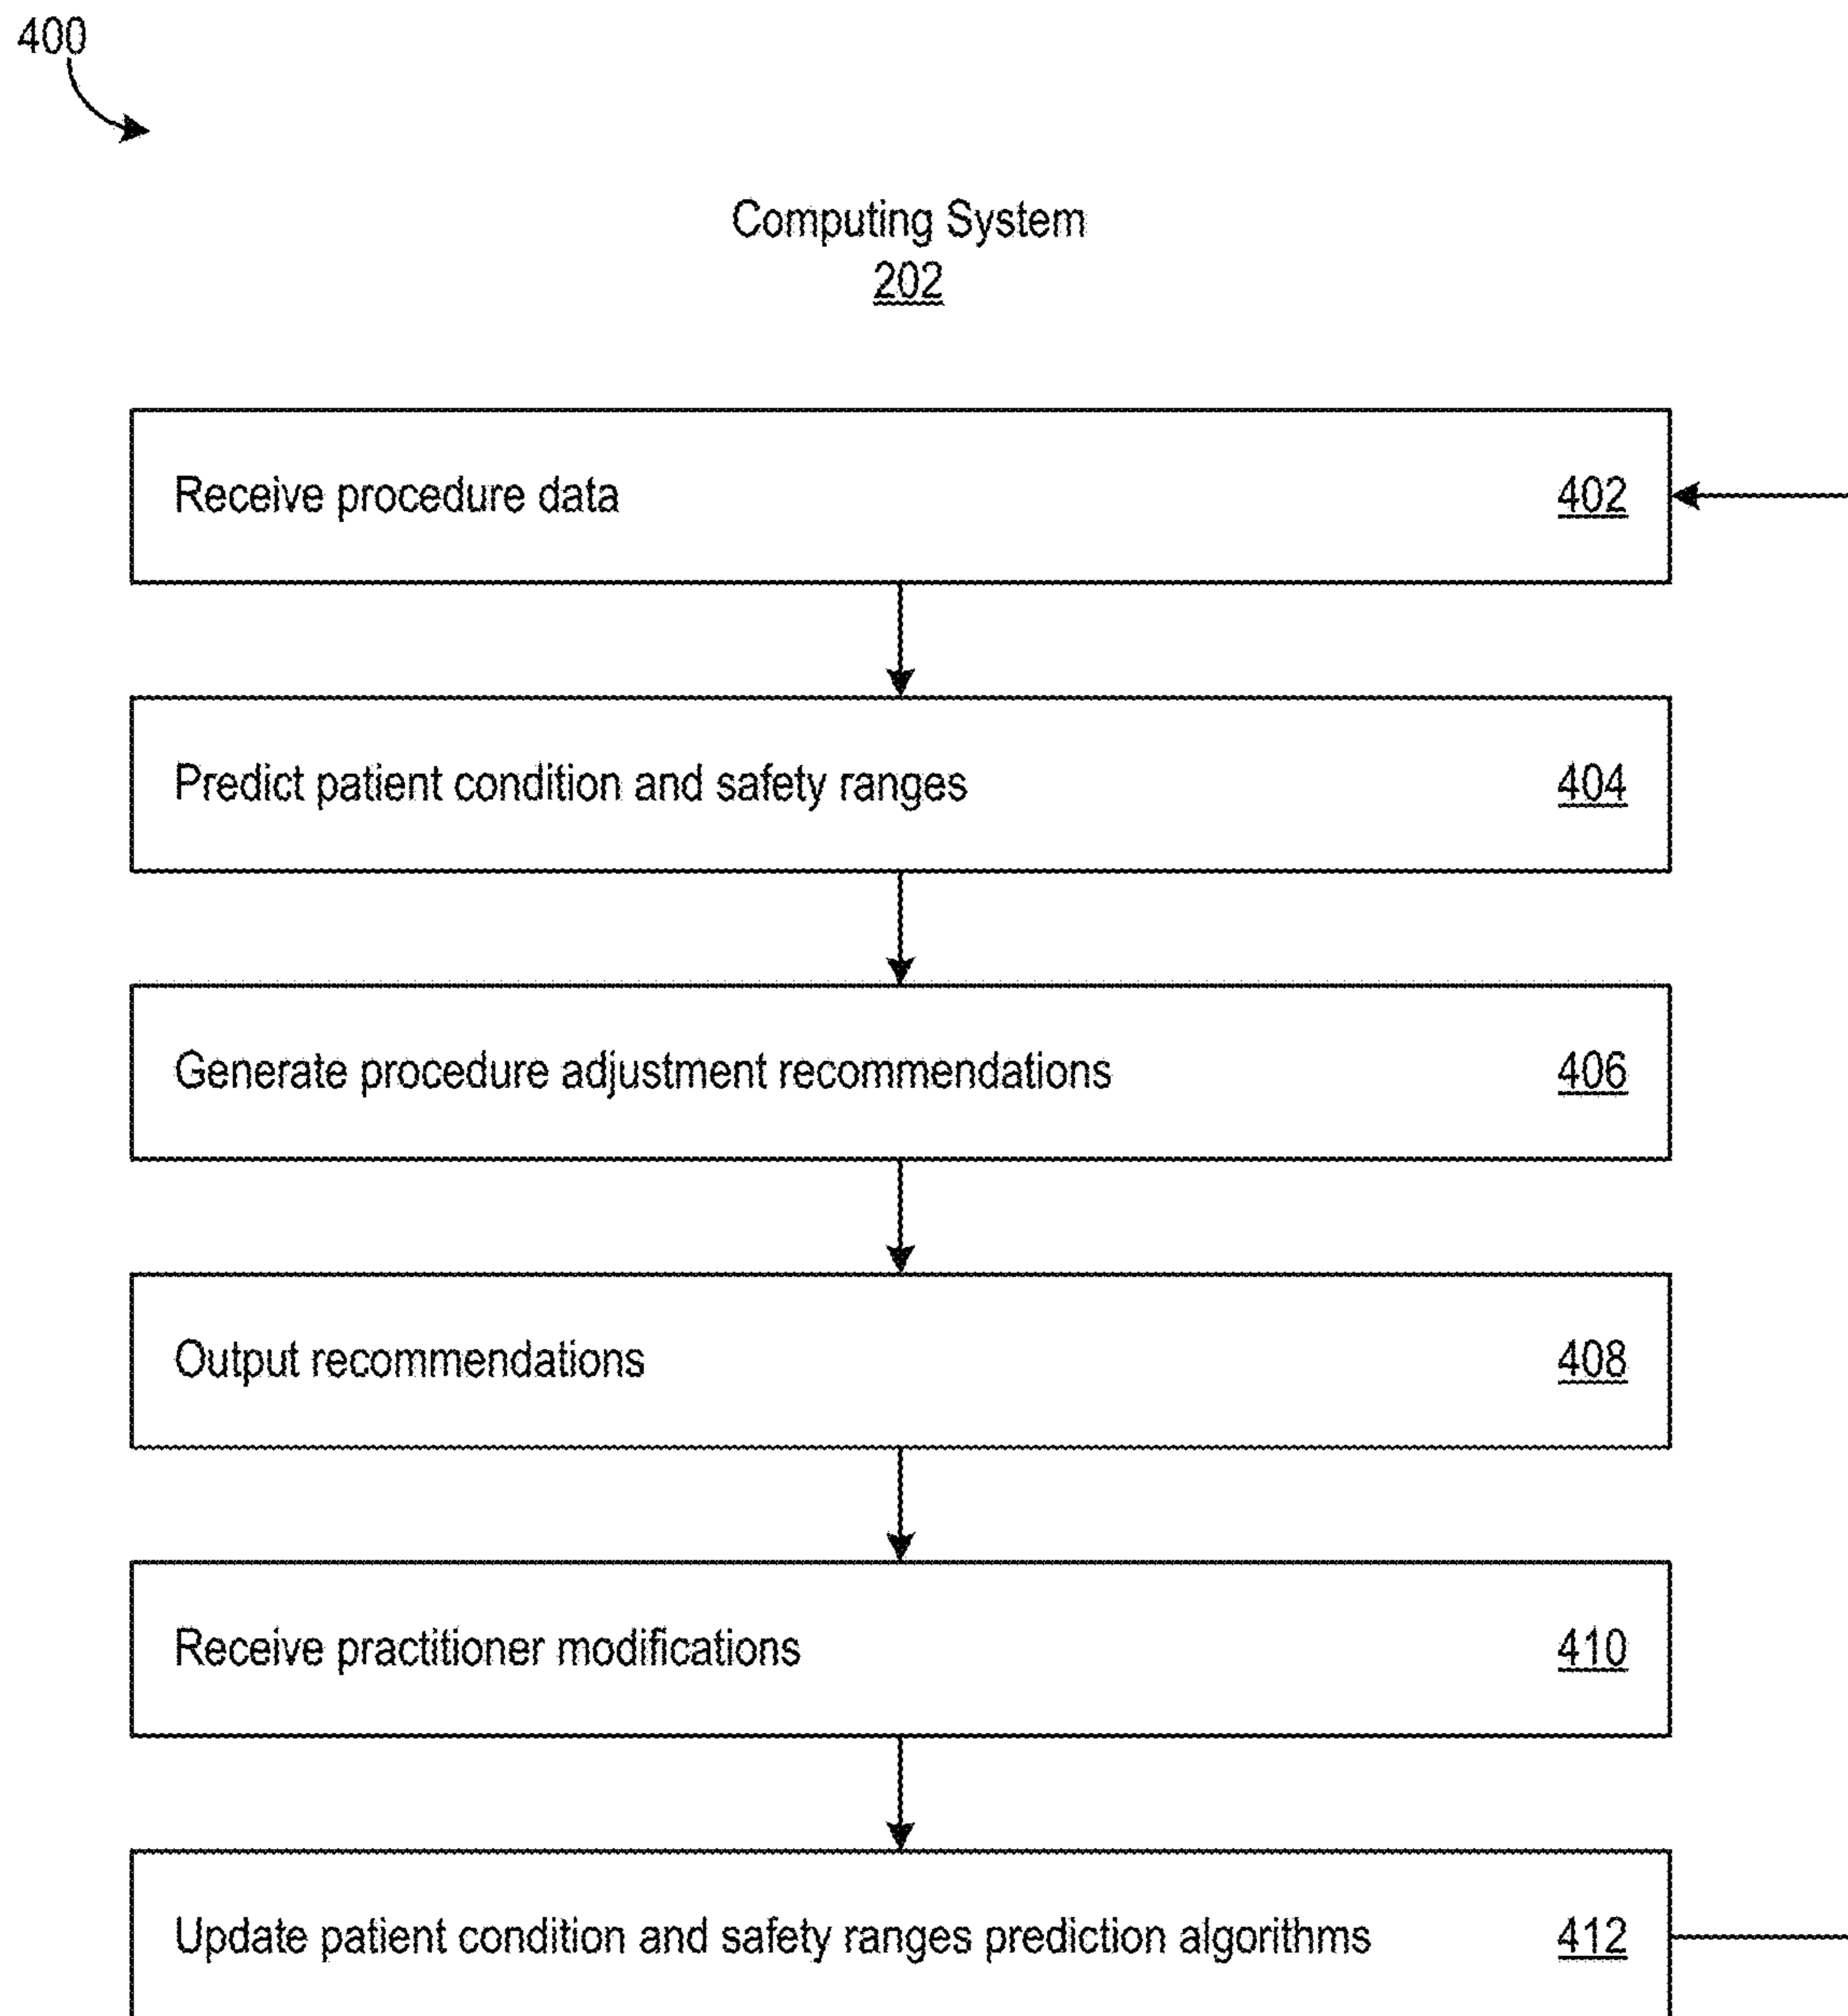 400
Computing System
202
Receive procedure data 402
Predict patient condition and safety ranges 404
Generate procedure adjustment recommendations 406
Output recommendations 408
Receive practitioner modifications 410
Update patient condition and safety ranges prediction algorithms 412